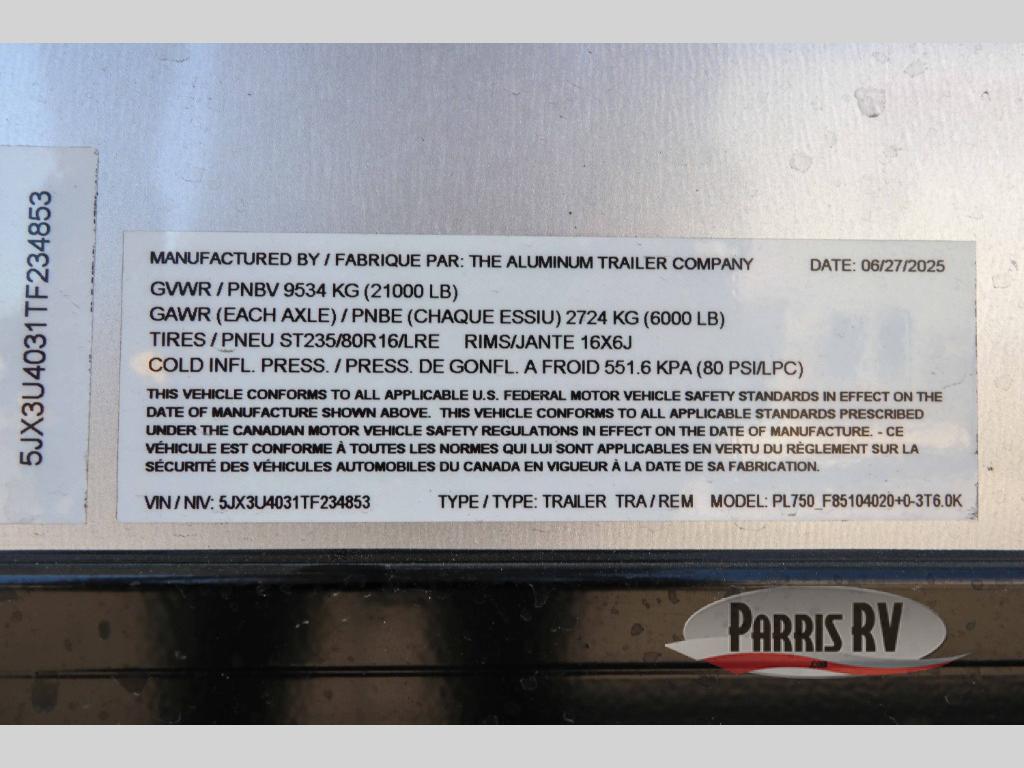 5JX3U4031TF234853
MANUFACTURED BY / FABRIQUE PAR: THE ALUMINUM TRAILER COMPANY DATE: 06/27/2025
GVWR / PNBV 9534 KG (21000 LB)
GAWR (EACH AXLE) / PNBE (CHAQUE ESSIU) 2724 KG (6000 LB)
TIRES / PNEU ST235/80R16/LRE RIMS/JANTE 16X6J
COLD INFL. PRESS. / PRESS. DE GONFL. A FROID 551.6 KPA (80 PSI/LPC)
THIS VEHICLE CONFORMS TO ALL APPLICABLE U.S. FEDERAL MOTOR VEHICLE SAFETY STANDARDS IN EFFECT ON THE
DATE OF MANUFACTURE SHOWN ABOVE. THIS VEHICLE CONFORMS TO ALL APPLICABLE STANDARDS PRESCRIBED
UNDER THE CANADIAN MOTOR VEHICLE SAFETY REGULATIONS IN EFFECT ON THE DATE OF MANUFACTURE. - CE
VÉHICULE EST CONFORME À TOUTES LES NORMES QUI LUI SONT APPLICABLES EN VERTU DU RÈGLEMENT SUR LA
SÉCURITÉ DES VÉHICULES AUTOMOBILES DU CANADA EN VIGUEUR À LA DATE DE SA FABRICATION.
VIN / NIV: 5JX3U4031TF234853 TYPE / TYPE: TRAILER TRA / REM MODEL: PL750_F85104020+0-3T6.0K
PARRIS RV
.com